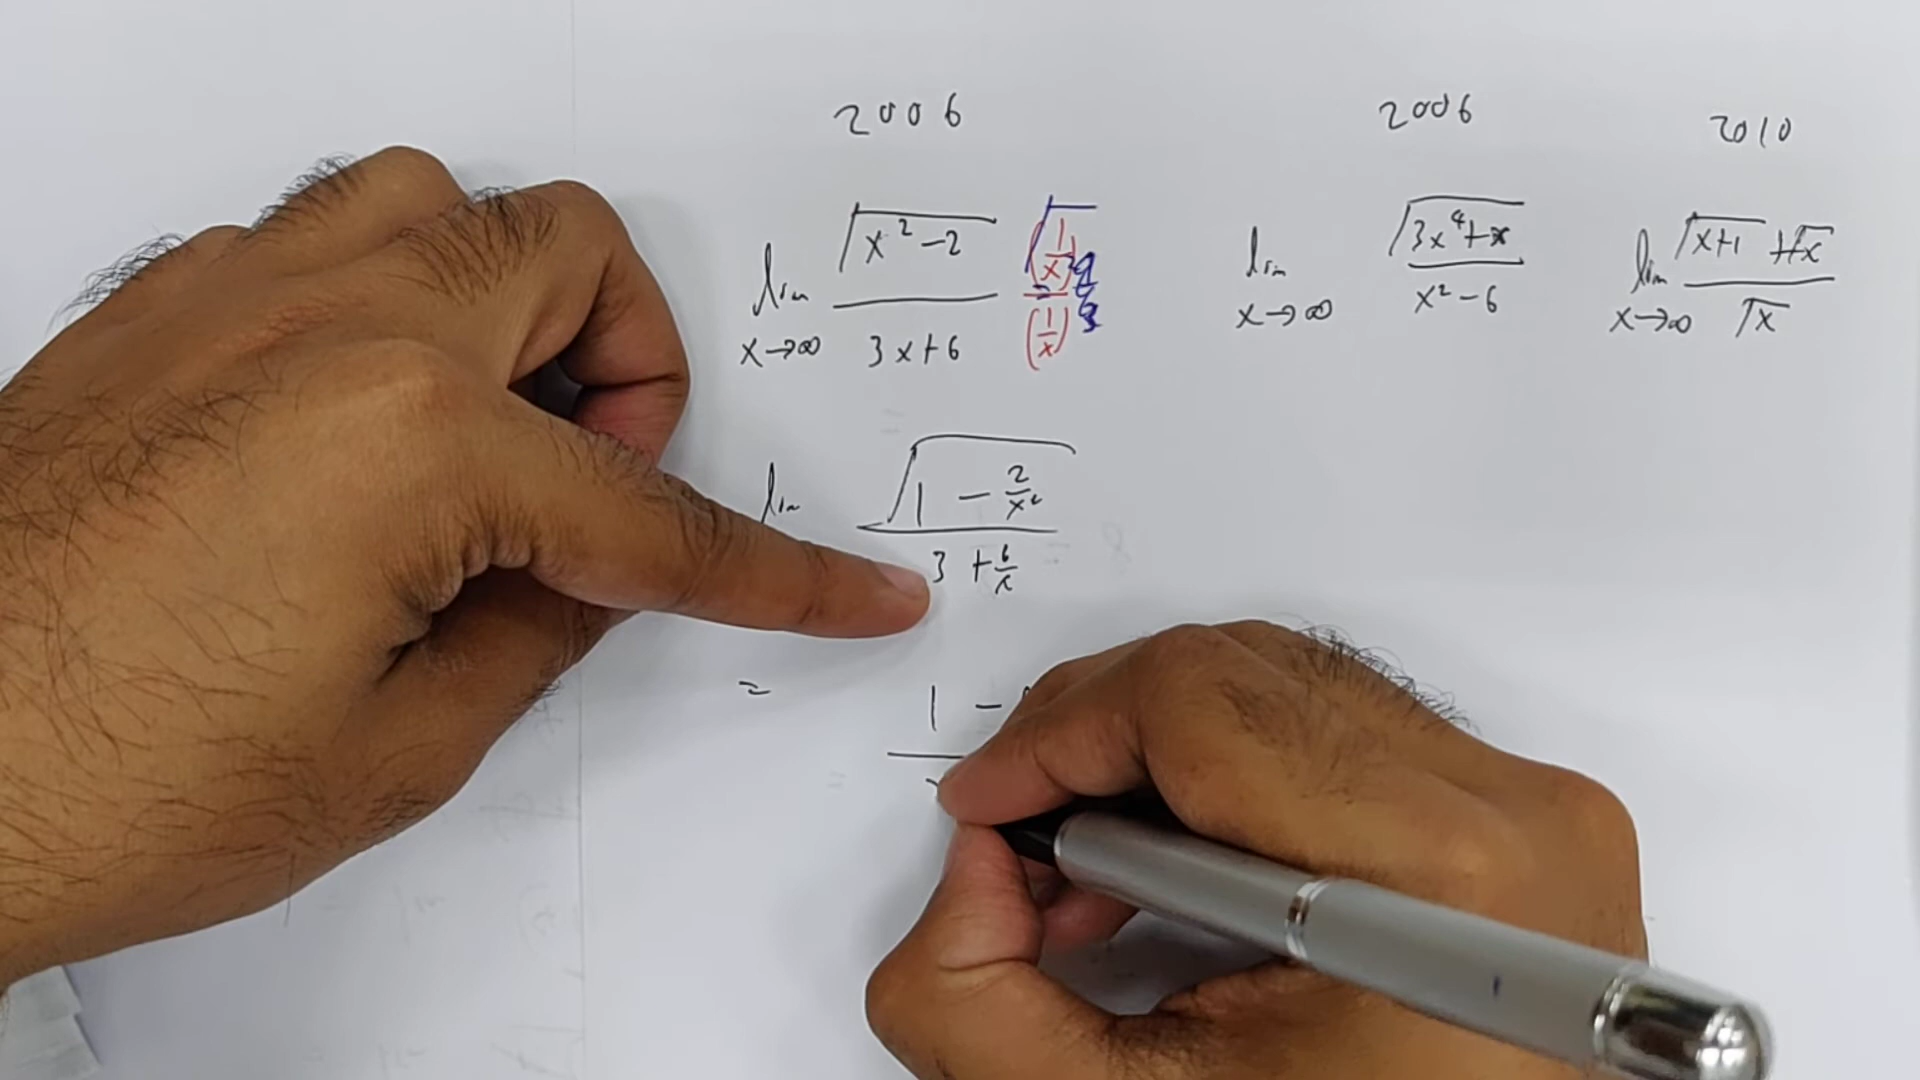 2006 2006 2010
lim x→∞ √(x²-2) / 3x+6
lim x→∞ √(3x⁴+x) / x²-6
lim x→∞ √(x+1) + √x / √x
lim √(1 - 2/x²) / 3 + 6/x
= 1 -